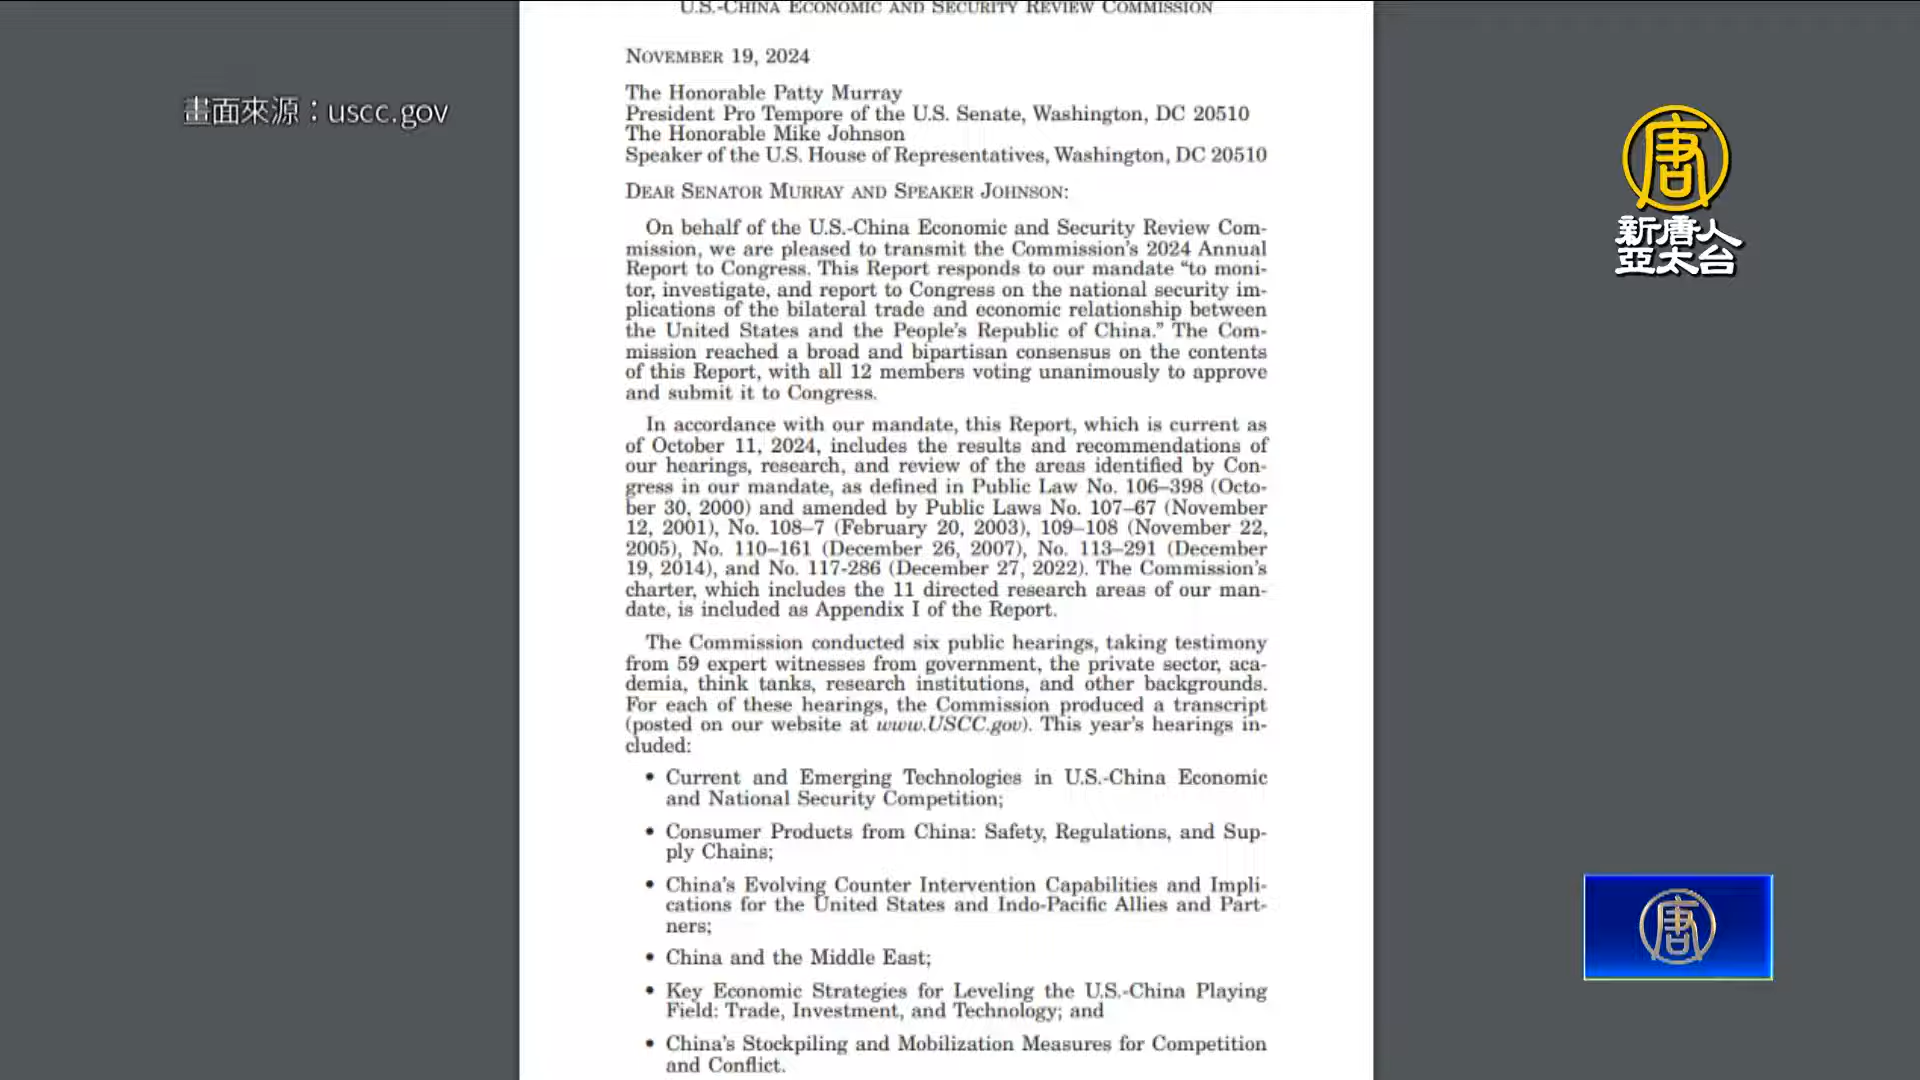 U.S.-CHINA ECONOMIC AND SECURITY REVIEW COMMISSION
NOVEMBER 19, 2024
畫面來源：uscc.gov
The Honorable Patty Murray
President Pro Tempore of the U.S. Senate, Washington, DC 20510
The Honorable Mike Johnson
Speaker of the U.S. House of Representatives, Washington, DC 20510
DEAR SENATOR MURRAY AND SPEAKER JOHNSON:
On behalf of the U.S.-China Economic and Security Review Com-
mission, we are pleased to transmit the Commission's 2024 Annual
Report to Congress. This Report responds to our mandate “to moni-
tor, investigate, and report to Congress on the national security im-
plications of the bilateral trade and economic relationship between
the United States and the People's Republic of China.” The Com-
mission reached a broad and bipartisan consensus on the contents
of this Report, with all 12 members voting unanimously to approve
and submit it to Congress.
In accordance with our mandate, this Report, which is current as
of October 11, 2024, includes the results and recommendations of
our hearings, research, and review of the areas identified by Con-
gress in our mandate, as defined in Public Law No. 106–398 (Octo-
ber 30, 2000) and amended by Public Laws No. 107–67 (November
12, 2001), No. 108–7 (February 20, 2003), 109–108 (November 22,
2005), No. 110–161 (December 26, 2007), No. 113–291 (December
19, 2014), and No. 117-286 (December 27, 2022). The Commission's
charter, which includes the 11 directed research areas of our man-
date, is included as Appendix I of the Report.
The Commission conducted six public hearings, taking testimony
from 59 expert witnesses from government, the private sector, aca-
demia, think tanks, research institutions, and other backgrounds.
For each of these hearings, the Commission produced a transcript
(posted on our website at www.USCC.gov). This year's hearings in-
cluded:
• Current and Emerging Technologies in U.S.-China Economic
and National Security Competition;
• Consumer Products from China: Safety, Regulations, and Sup-
ply Chains;
• China's Evolving Counter Intervention Capabilities and Impli-
cations for the United States and Indo-Pacific Allies and Part-
ners;
• China and the Middle East;
• Key Economic Strategies for Leveling the U.S.-China Playing
Field: Trade, Investment, and Technology; and
• China's Stockpiling and Mobilization Measures for Competition
and Conflict.
唐
新唐人
亞太台
唐